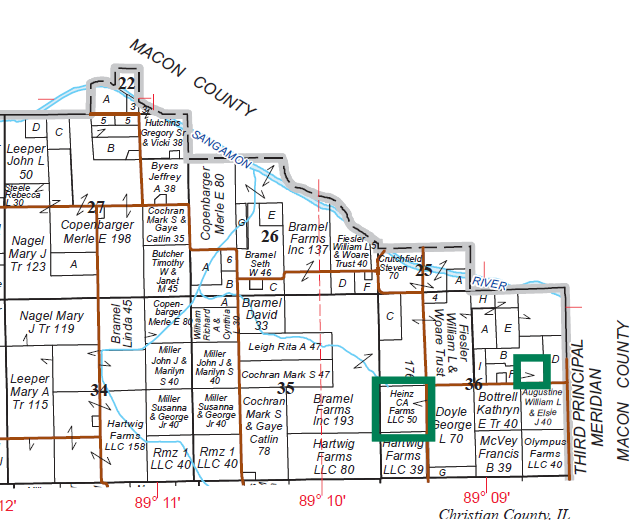 MACON COUNTY
22
A
3
D
C
5
5
B
Hutchins
Gregory Sr
& Vicki 38
SANGAMON
Leeper
John L
50
Byers
Jeffrey
A 38
Steele
Rebecca
L 30
27
Copenbarger
Merle E 198
Cochran
Mark S &
Gaye
Catlin 35
Copenbarger
Merle E 80
G
E
26
Bramel
Farms
Inc 137
Fiesler
William L
& Woare
Trust 40
5
Nagel
Mary J
Tr 123
A
Butcher
Timothy
W &
Janet
M 45
A
6
B
Bramel
Seth
W 46
C
D
F
Crutchfield
Steven
70
25
A
RIVER
4
H
Nagel Mary
J Tr 119
Bramel
Linda 45
Copen-
barger
Merle E 80
William
Richard
A &
Cynthia
A
Bramel
David
33
C
176
Fiesler
William L &
Woare Trust
A
E
Leigh Rita A 47
Miller
John J &
Marilyn
S 40
Miller
John J &
Marilyn
S 40
Cochran Mark S 47
B
I
F
D
34
35
36
Leeper
Mary A
Tr 115
Miller
Susanna
& George
Jr 40
Miller
Susanna
& George
Jr 40
Cochran
Mark S
& Gaye
Catlin
78
Bramel
Farms
Inc 193
Heinz
CA
Farms
LLC 50
Doyle
George
L 70
Bottrell
Kathryn
E Tr 40
Augustine
William L
& Elsie
J 40
Hartwig
Farms
LLC 158
Rmz 1
LLC 40
Rmz 1
LLC 40
Hartwig
Farms
LLC 80
Hartwig
Farms
LLC 39
G
McVey
Francis
B 39
Olympus
Farms
LLC 40
THIRD PRINCIPAL
MERIDIAN
MACON COUNTY
12'
89° 11'
89° 10'
89° 09'
Christian County, IL